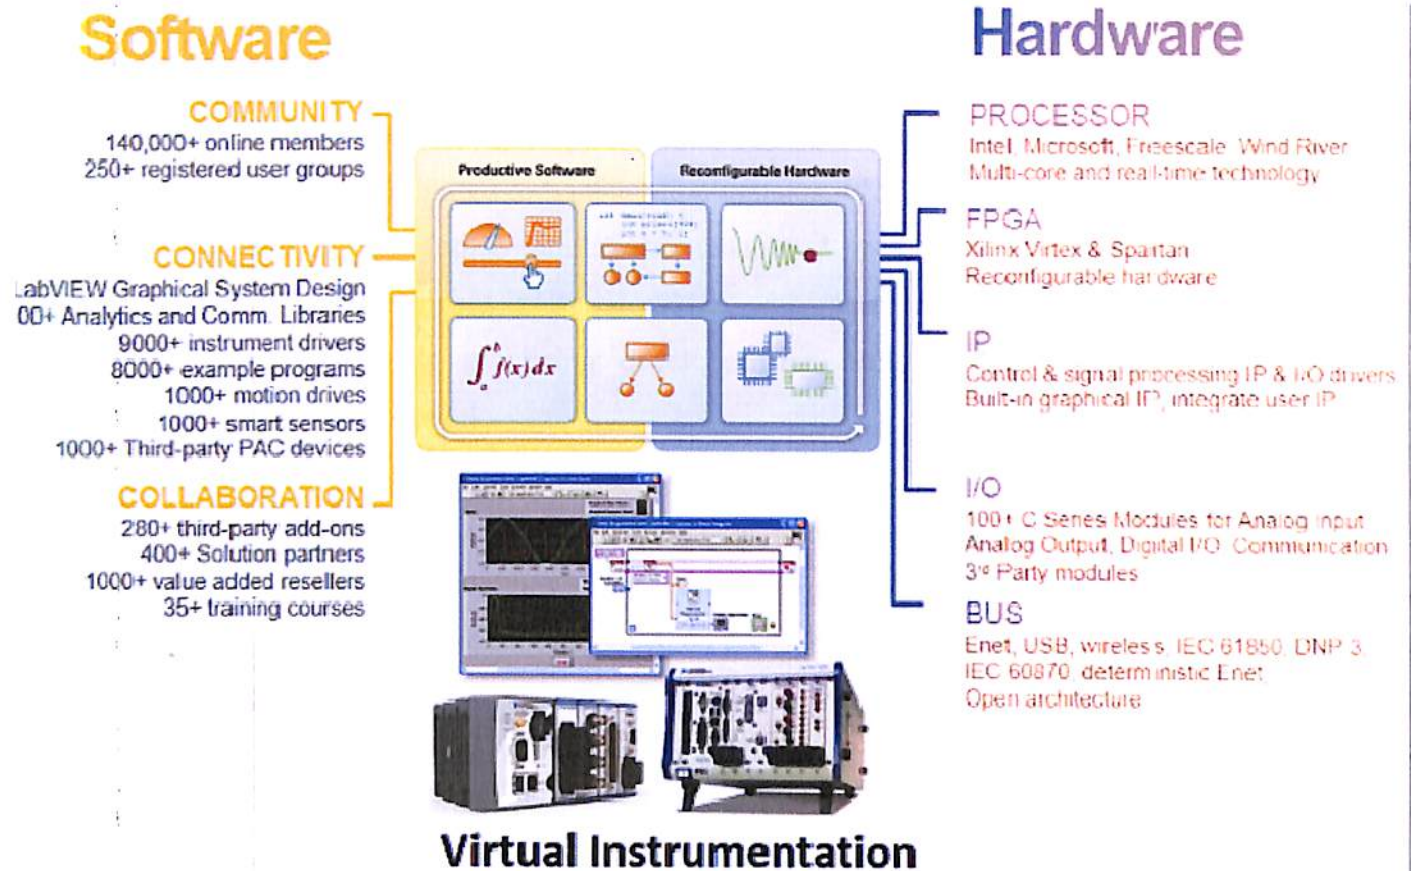 Software
COMMUNITY
140,000+ online members
250+ registered user groups
CONNECTIVITY
LabVIEW Graphical System Design
00+ Analytics and Comm. Libraries
9000+ instrument drivers
8000+ example programs
1000+ motion drives
1000+ smart sensors
1000+ Third-party PAC devices
COLLABORATION
280+ third-party add-ons
400+ Solution partners
1000+ value added resellers
35+ training courses
Productive Software
Reconfigurable Hardware
∫ₐᵇ f(x)dx
Hardware
PROCESSOR
Intel, Microsoft, Freescale, Wind River
Multi-core and real-time technology
FPGA
Xilinx Virtex & Spartan
Reconfigurable hardware
IP
Control & signal processing IP & I/O drivers
Built-in graphical IP, integrate user IP
I/O
100+ C Series Modules for Analog Input
Analog Output, Digital I/O, Communication
3rd Party modules
BUS
Enet, USB, wireless, IEC 61850, DNP 3
IEC 60870, deterministic Enet
Open architecture
Virtual Instrumentation